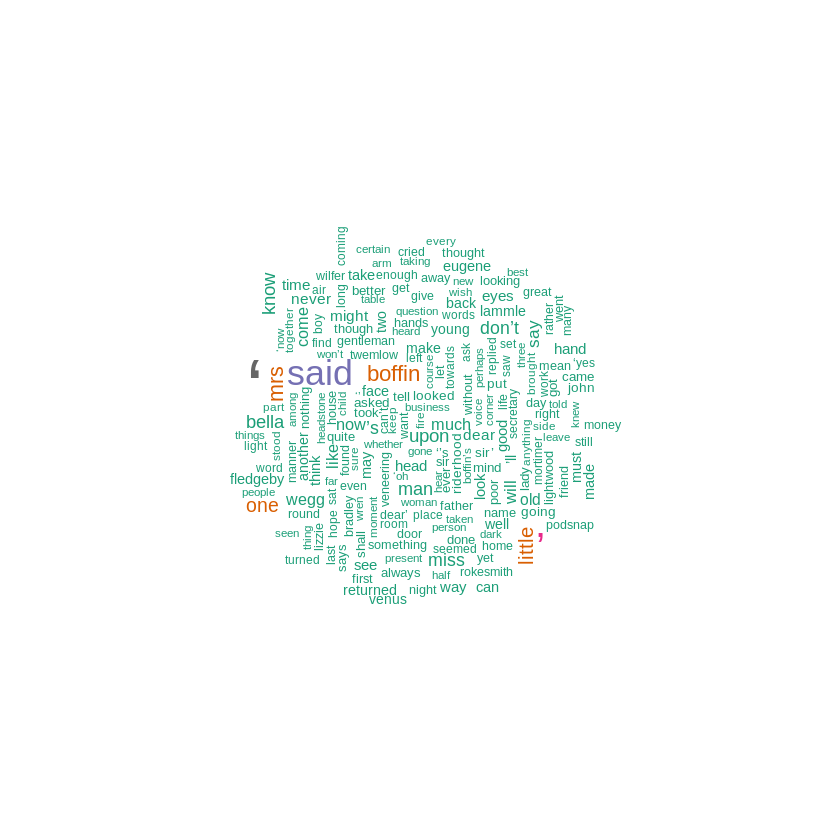 coming
every
certain
cried
thought
arm
taking
eugene
know
time
wilfer
take
enough
away
new
looking
best
air
long
better
get
never
table
give
wish
eyes
great
back
together
come
boy
might
two
question
words
lammle
rather
went
many
though
hands
heard
young
don’t
say
‘now
find
gentleman
make
ask
replied
set
three
hand
won’t
twemlow
left
course
let
towards
perhaps
saw
brought
mean
‘yes
‘
mrs
said
boffin
put
work
got
came
john
face
tell
looked
without
voice
corner
life
secretary
day
told
part
among
nothing
headstone
house
child
asked
took
can’t
keep
want
business
fire
right
knew
bella
now’s
much
good
side
money
things
stood
quite
upon
dear
anything
leave
still
light
manner
another
like
whether
gone
‘’s
sir
’
word
think
found
sure
may
veneering
head
sir
riderhood
boffin’s
mind
’ll
lady
mortimer
lightwood
friend
must
made
fledgeby
far
even
‘oh
hear
ever
look
poor
will
people
sat
wren
man
old
one
wegg
woman
father
round
hope
bradley
moment
dear’
place
name
going
thing
lizzie
room
taken
person
well
podsnap
seen
shall
door
done
dark
little
’
last
says
something
seemed
home
turned
see
present
miss
yet
first
always
half
rokesmith
returned
night
way
can
venus